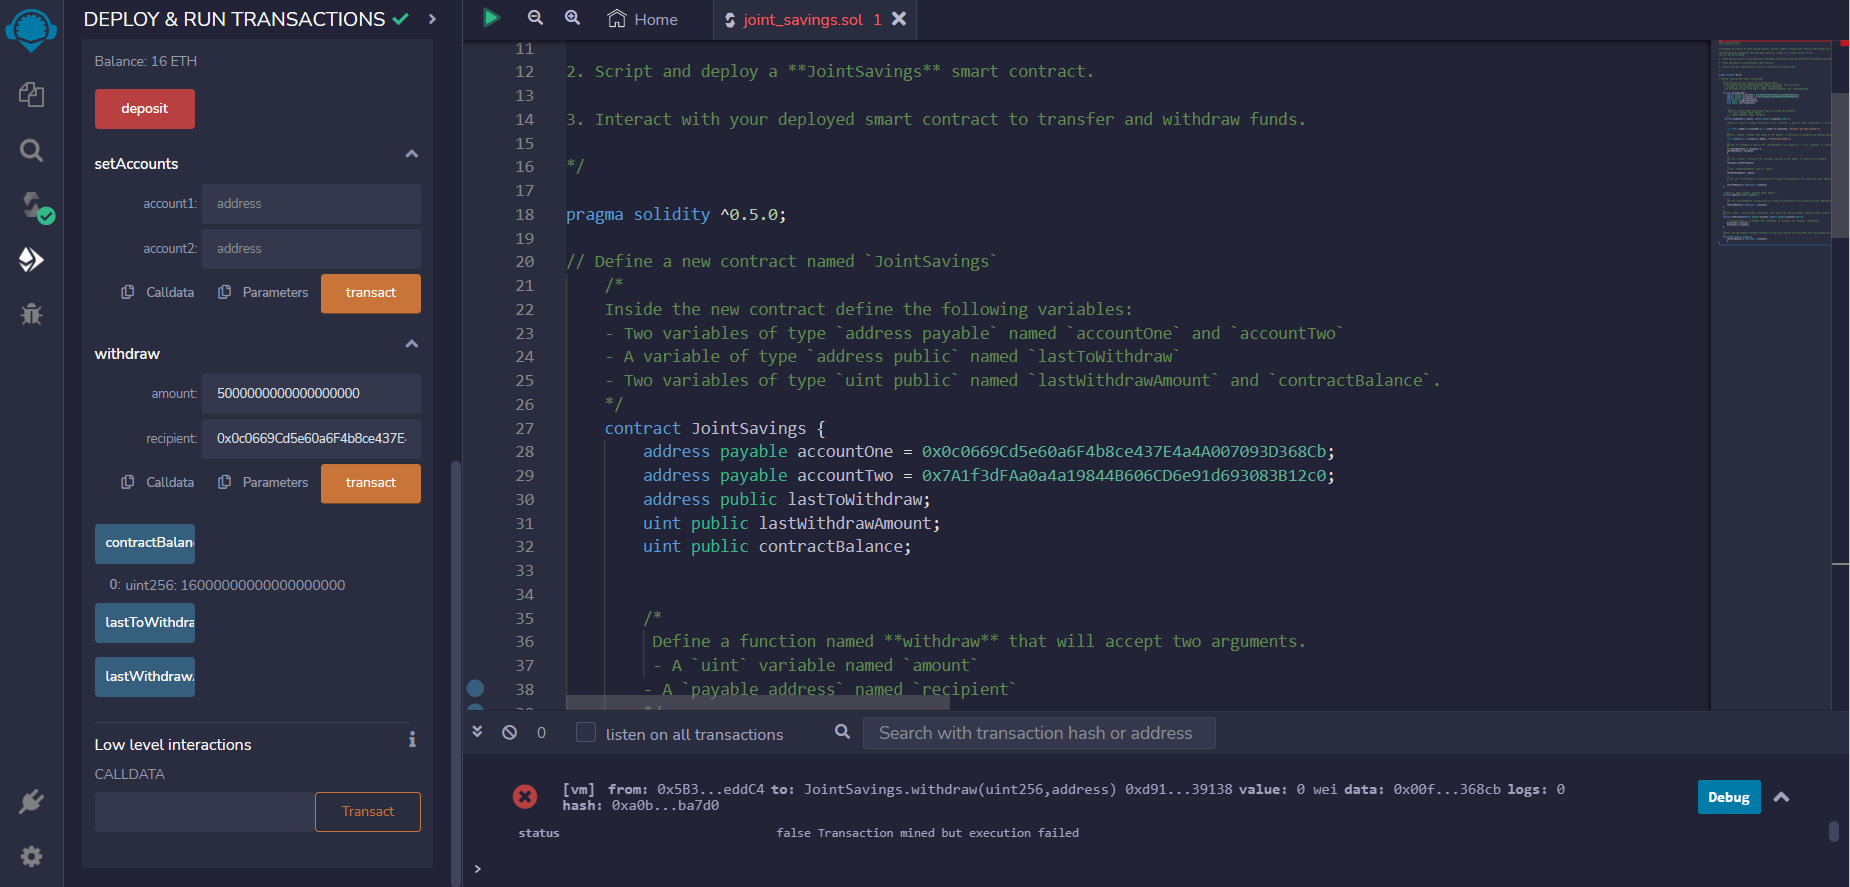 DEPLOY & RUN TRANSACTIONS
Balance: 16 ETH
deposit
setAccounts
account1: address
account2: address
Calldata Parameters transact
withdraw
amount: 5000000000000000000
recipient: 0x0c0669Cd5e60a6F4b8ce437E
Calldata Parameters transact
contractBalan
0: uint256: 16000000000000000000
lastToWithdra
lastWithdraw
Low level interactions
CALLDATA
Transact
Home
joint_savings.sol 1
11
12 2. Script and deploy a **JointSavings** smart contract.
13
14 3. Interact with your deployed smart contract to transfer and withdraw funds.
15
16 */
17
18 pragma solidity ^0.5.0;
19
20 // Define a new contract named `JointSavings`
21 /*
22 Inside the new contract define the following variables:
23 - Two variables of type `address payable` named `accountOne` and `accountTwo`
24 - A variable of type `address public` named `lastToWithdraw`
25 - Two variables of type `uint public` named `lastWithdrawAmount` and `contractBalance`.
26 */
27 contract JointSavings {
28 address payable accountOne = 0x0c0669Cd5e60a6F4b8ce437E4a4A007093D368Cb;
29 address payable accountTwo = 0x7A1f3dFAa0a4a19844B606CD6e91d693083B12c0;
30 address public lastToWithdraw;
31 uint public lastWithdrawAmount;
32 uint public contractBalance;
33
34
35 /*
36 Define a function named **withdraw** that will accept two arguments.
37 - A `uint` variable named `amount`
38 - A `payable address` named `recipient`
0 listen on all transactions Search with transaction hash or address
[vm] from: 0x5B3...eddC4 to: JointSavings.withdraw(uint256,address) 0xd91...39138 value: 0 wei data: 0x00f...368cb logs: 0
hash: 0xa0b...ba7d0
Debug
status false Transaction mined but execution failed
>